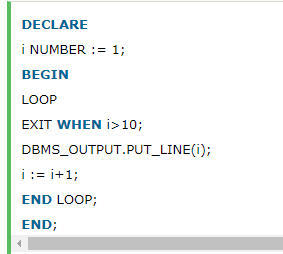 DECLARE
i NUMBER := 1;
BEGIN
LOOP
EXIT WHEN i>10;
DBMS_OUTPUT.PUT_LINE(i);
i := i+1;
END LOOP;
END;